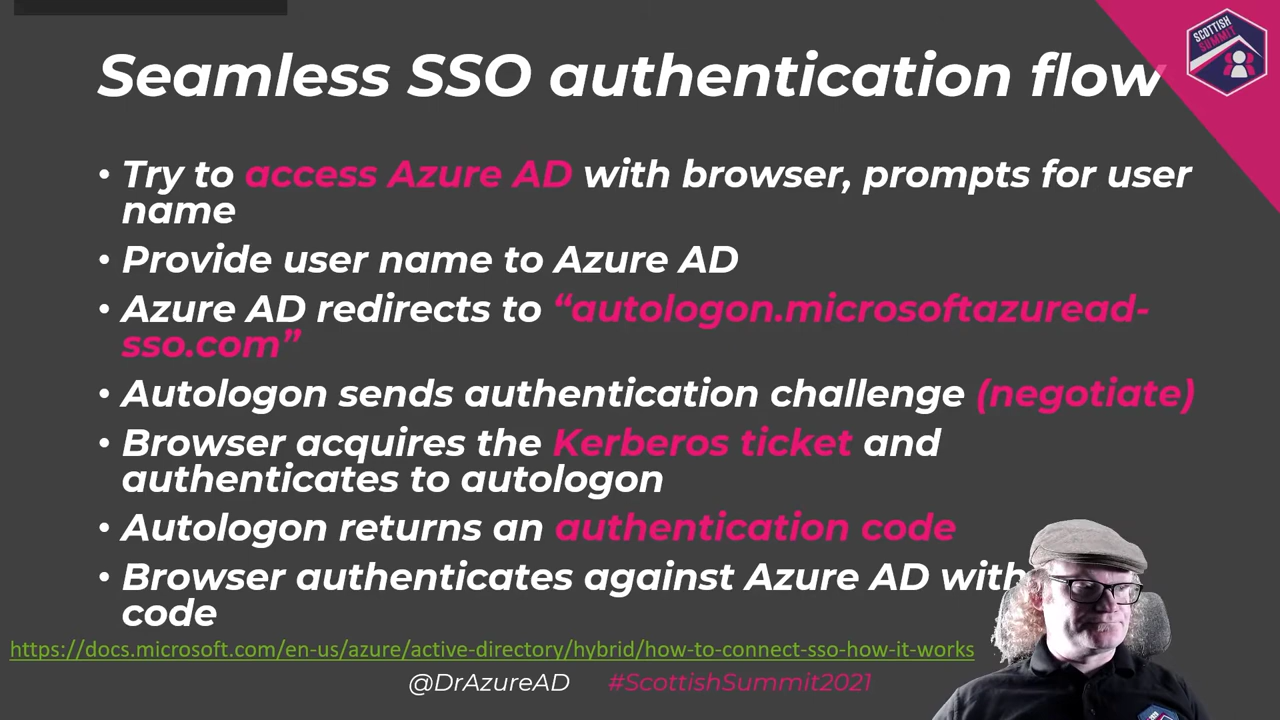 SCOTTISH
SUMMIT
Seamless SSO authentication flow
• Try to access Azure AD with browser, prompts for user
name
• Provide user name to Azure AD
• Azure AD redirects to “autologon.microsoftazuread-
sso.com”
• Autologon sends authentication challenge (negotiate)
• Browser acquires the Kerberos ticket and
authenticates to autologon
• Autologon returns an authentication code
• Browser authenticates against Azure AD with
code
https://docs.microsoft.com/en-us/azure/active-directory/hybrid/how-to-connect-sso-how-it-works
@DrAzureAD #ScottishSummit2021